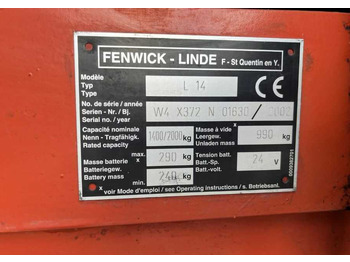 FENWICK - LINDE F - St Quentin en Y.
Modèle
Typ L 14
Type
No. de série / année
Serien - Nr./ Bj. W4 X372 N 01630/ 2002
Serial no. / year
Capacité nominale
Nenn - Tragfähigk. 1400/2000 kg
Rated capacity
Masse à vide
Leergew. 990 kg
Unladen mass
Masse batterie max. 290 kg
Batteriegew.
Battery mass min. 240 kg
Tension batt.
Batt.-Sp. 24 V
Batt.-volt.
x voir Mode d'emploi / see Operating instructions / s. Betriebsanl.